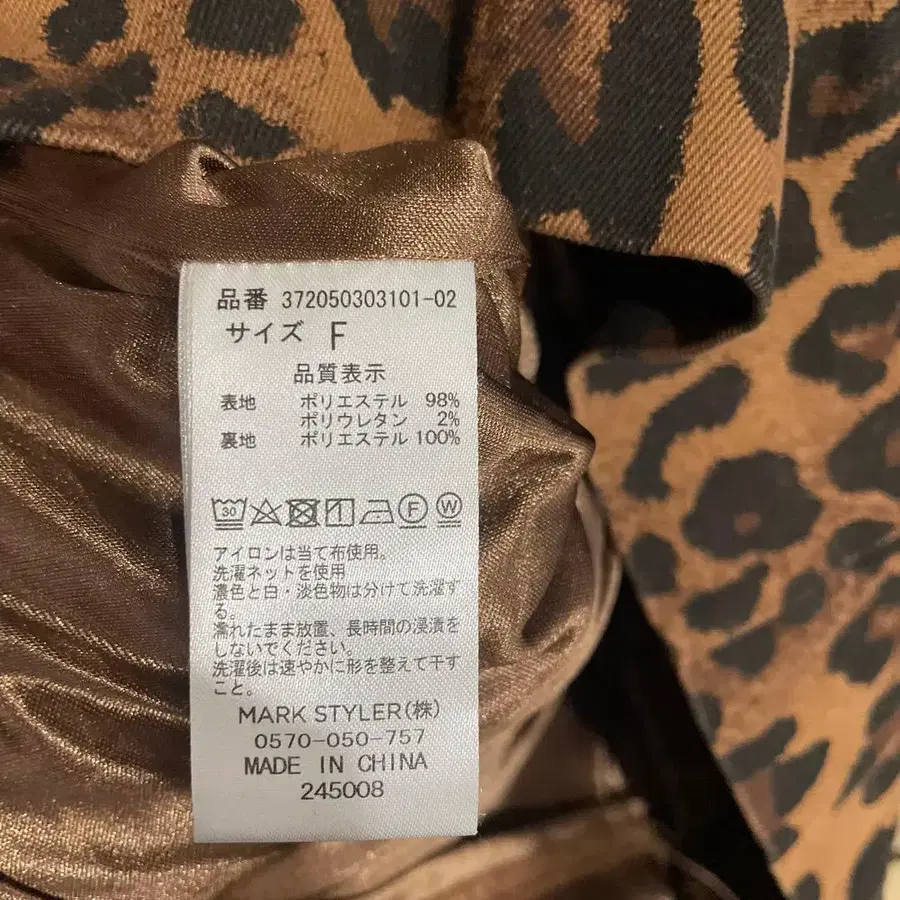 品番 372050303101-02
サイズ F
品質表示
表地 ポリエステル 98%
ポリウレタン 2%
裏地 ポリエステル 100%
30 F W
アイロンは当て布使用。
洗濯ネットを使用
濃色と白・淡色物は分けて洗濯す
る。
濡れたまま放置、長時間の浸漬を
しないでください。
洗濯後は速やかに形を整えて干す
こと。
MARK STYLER(株)
0570-050-757
MADE IN CHINA
245008